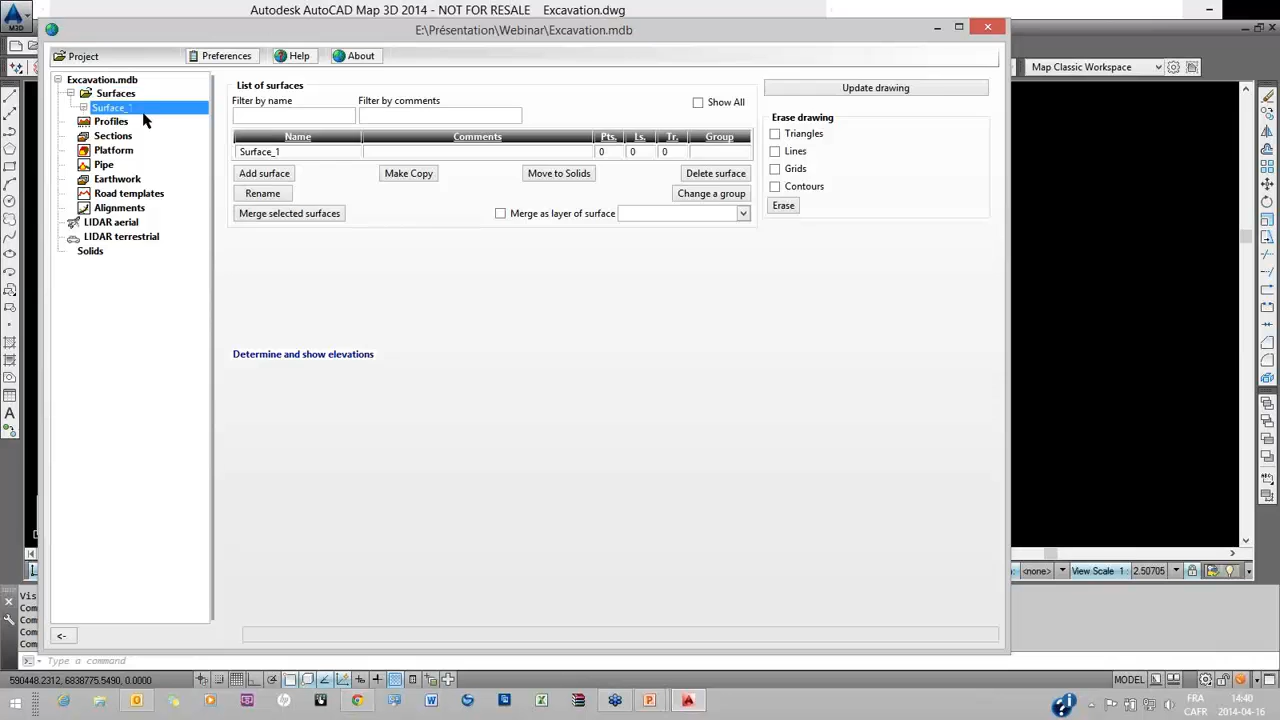 Autodesk AutoCAD Map 3D 2014 - NOT FOR RESALE Excavation.dwg
M3D
E:\Présentation\Webinar\Excavation.mdb
Project Preferences Help About
Map Classic Workspace
Excavation.mdb
Surfaces
Surface_1
Profiles
Sections
Platform
Pipe
Earthwork
Road templates
Alignments
LIDAR aerial
LIDAR terrestrial
Solids
List of surfaces
Filter by name Filter by comments
Show All
Name Comments Pts. Ls. Tr. Group
Surface_1 0 0 0
Add surface Make Copy Move to Solids Delete surface
Rename Change a group
Merge selected surfaces Merge as layer of surface
Update drawing
Erase drawing
Triangles
Lines
Grids
Contours
Erase
Determine and show elevations
<-
<none> View Scale 1 : 2.50705
Vis
Com
Com
Com
Type a command
590448.2312, 6838775.5490, 0.0000
MODEL
FRA
CAFR
14:40
2014-04-16